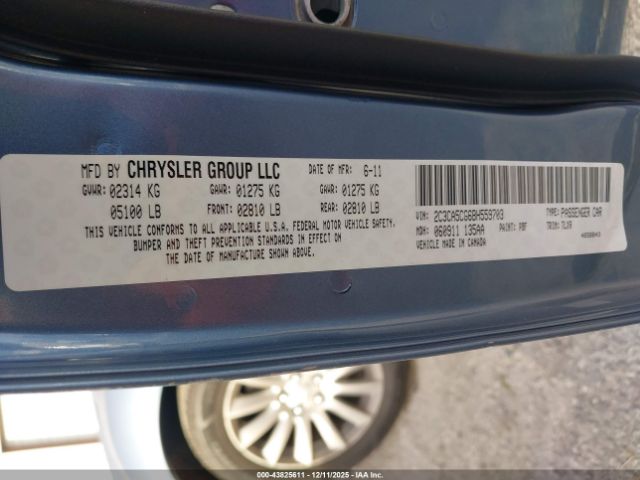 MFD BY CHRYSLER GROUP LLC DATE OF MFR: 6-11
GVWR: 02314 KG GAWR: 01275 KG GAWR: 01275 KG
05100 LB FRONT: 02810 LB REAR: 02810 LB
THIS VEHICLE CONFORMS TO ALL APPLICABLE U.S.A. FEDERAL MOTOR VEHICLE SAFETY,
BUMPER AND THEFT PREVENTION STANDARDS IN EFFECT ON
THE DATE OF MANUFACTURE SHOWN ABOVE.
VIN: 2C3CA5CG6BH559703 TYPE: PASSENGER CAR
MDH: 060911 135AA PAINT: PBF TRIM: TLX9
VEHICLE MADE IN CANADA
000-43825611 - 12/11/2025 - IAA Inc.